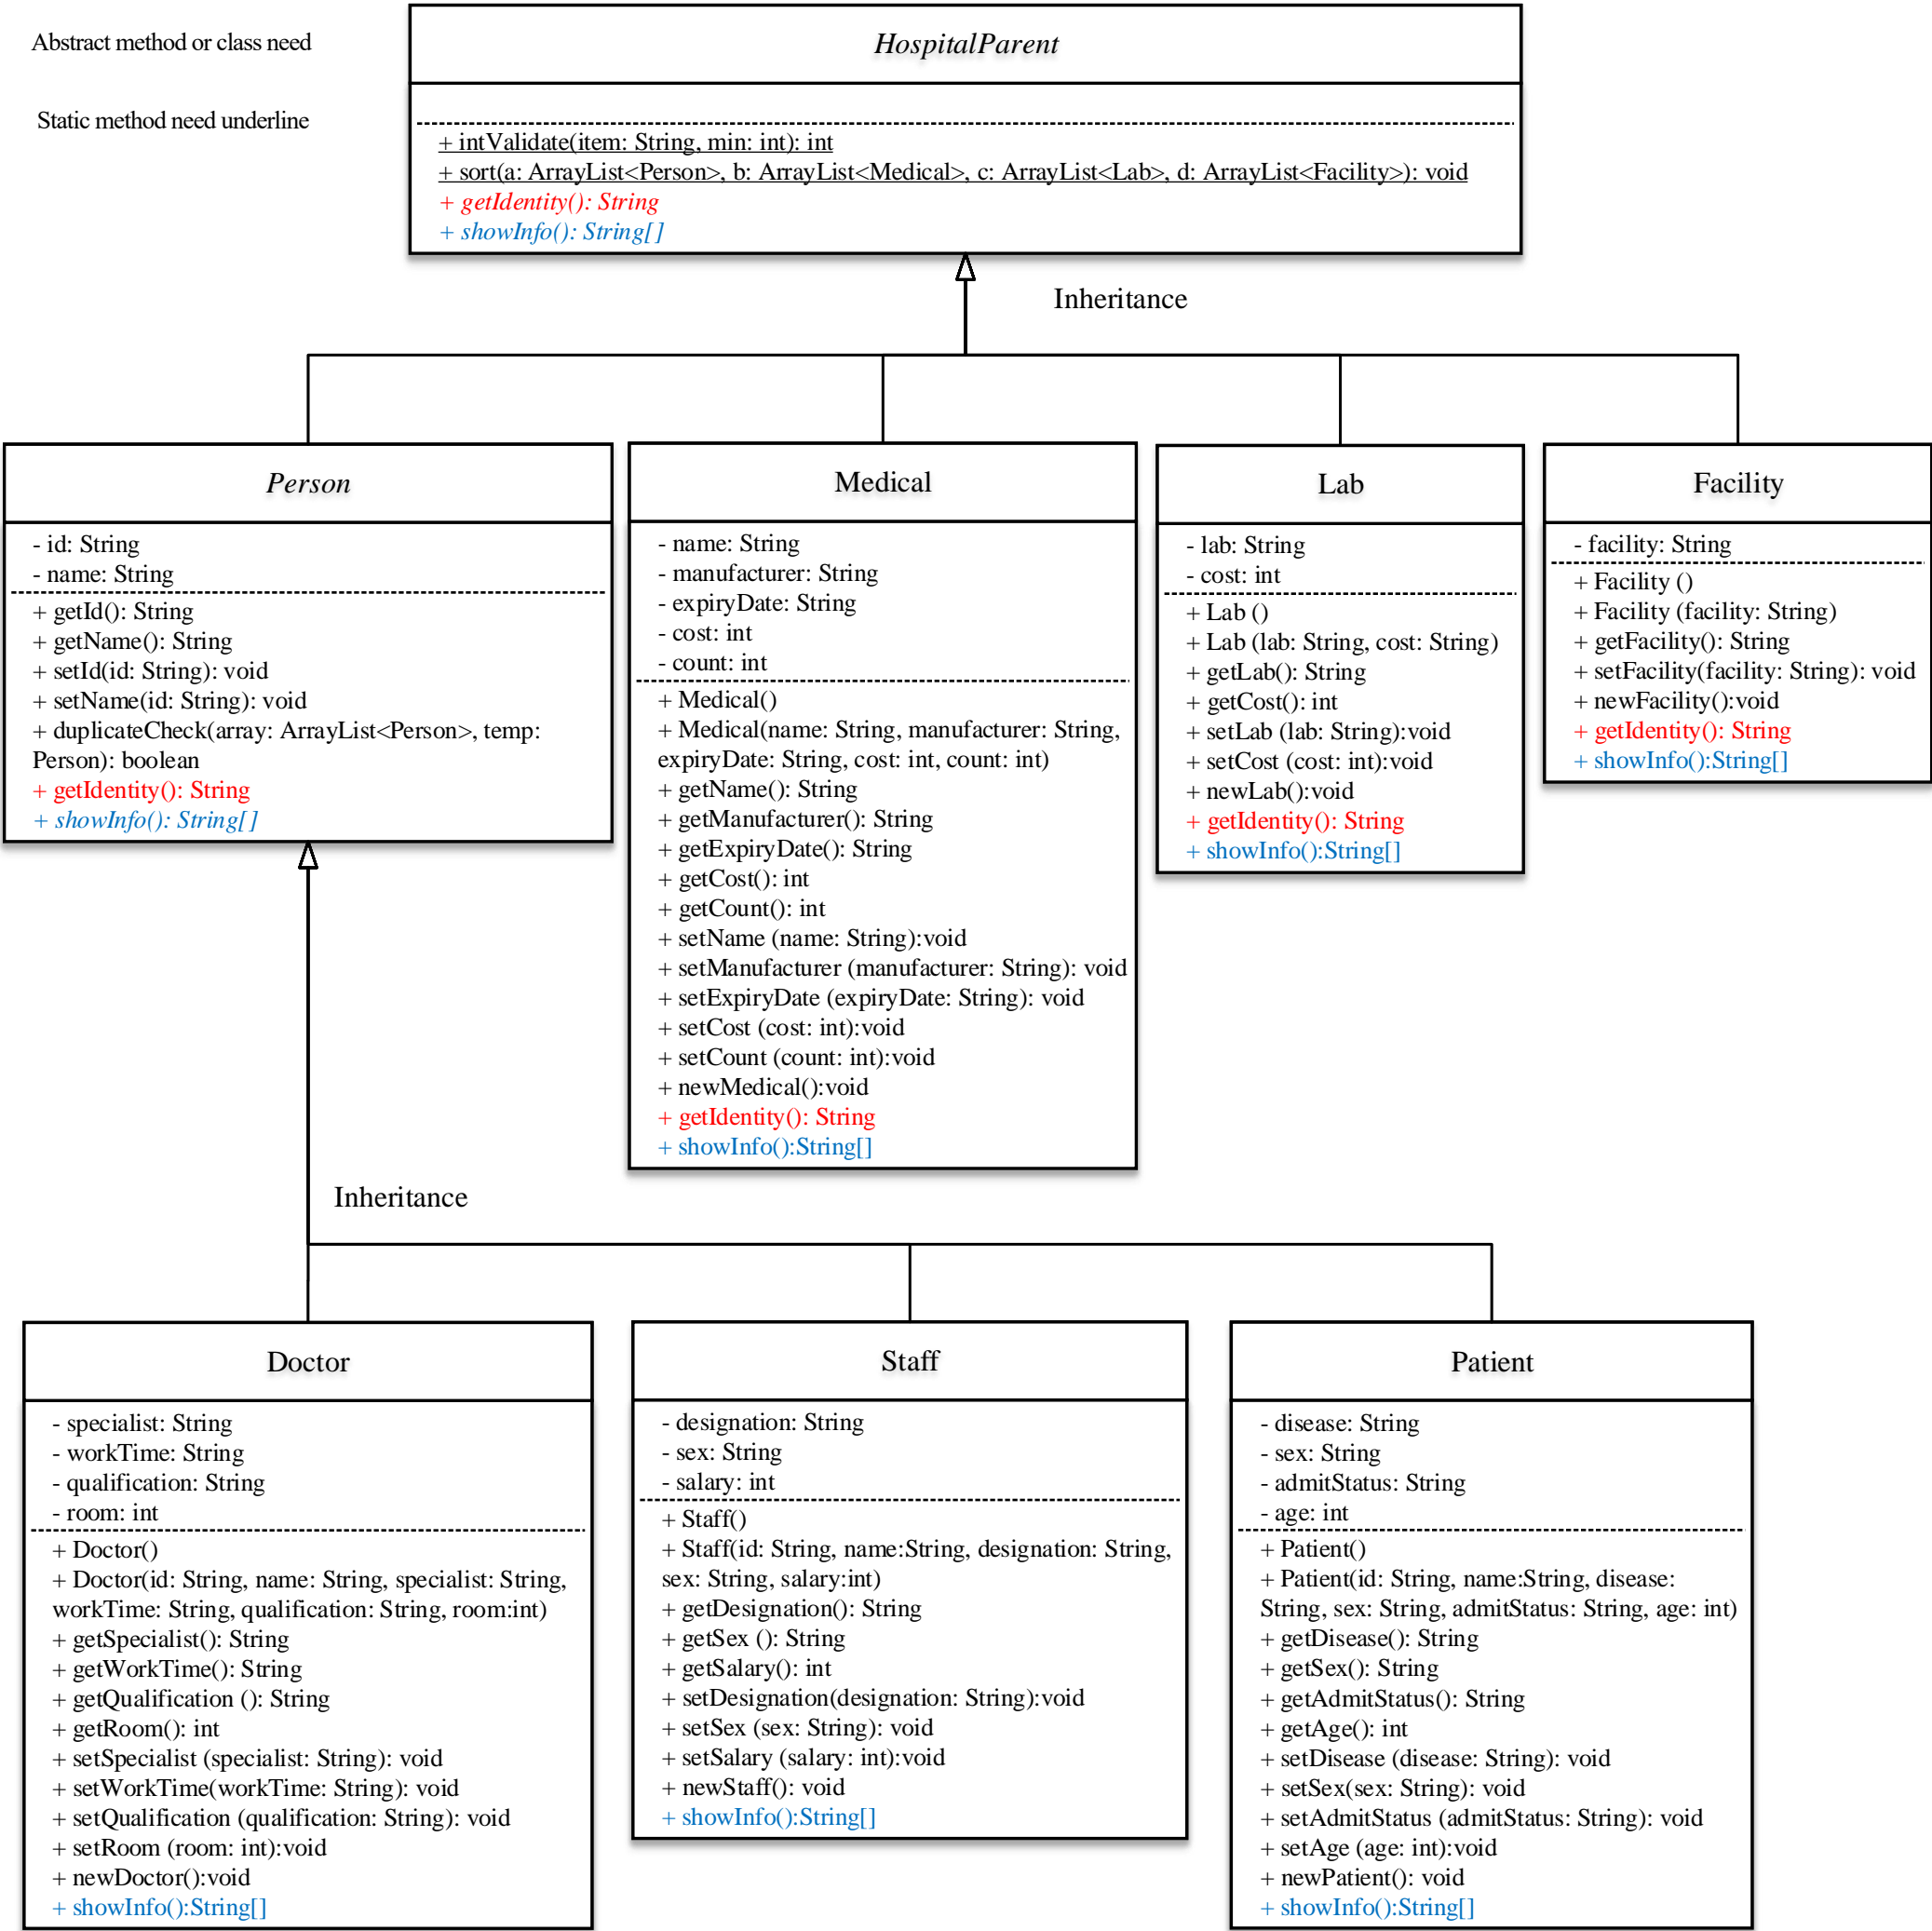 Abstract method or class need
Static method need underline
HospitalParent
+ intValidate(item: String, min: int): int
+ sort(a: ArrayList<Person>, b: ArrayList<Medical>, c: ArrayList<Lab>, d: ArrayList<Facility>): void
+ getIdentity(): String
+ showInfo(): String[]
Inheritance
Person
- id: String
- name: String
+ getId(): String
+ getName(): String
+ setId(id: String): void
+ setName(id: String): void
+ duplicateCheck(array: ArrayList<Person>, temp:
Person): boolean
+ getIdentity(): String
+ showInfo(): String[]
Medical
- name: String
- manufacturer: String
- expiryDate: String
- cost: int
- count: int
+ Medical()
+ Medical(name: String, manufacturer: String,
expiryDate: String, cost: int, count: int)
+ getName(): String
+ getManufacturer(): String
+ getExpiryDate(): String
+ getCost(): int
+ getCount(): int
+ setName (name: String):void
+ setManufacturer (manufacturer: String): void
+ setExpiryDate (expiryDate: String): void
+ setCost (cost: int):void
+ setCount (count: int):void
+ newMedical():void
+ getIdentity(): String
+ showInfo():String[]
Lab
- lab: String
- cost: int
+ Lab ()
+ Lab (lab: String, cost: String)
+ getLab(): String
+ getCost(): int
+ setLab (lab: String):void
+ setCost (cost: int):void
+ newLab():void
+ getIdentity(): String
+ showInfo():String[]
Facility
- facility: String
+ Facility ()
+ Facility (facility: String)
+ getFacility(): String
+ setFacility(facility: String): void
+ newFacility():void
+ getIdentity(): String
+ showInfo():String[]
Inheritance
Doctor
- specialist: String
- workTime: String
- qualification: String
- room: int
+ Doctor()
+ Doctor(id: String, name: String, specialist: String,
workTime: String, qualification: String, room:int)
+ getSpecialist(): String
+ getWorkTime(): String
+ getQualification (): String
+ getRoom(): int
+ setSpecialist (specialist: String): void
+ setWorkTime(workTime: String): void
+ setQualification (qualification: String): void
+ setRoom (room: int):void
+ newDoctor():void
+ showInfo():String[]
Staff
- designation: String
- sex: String
- salary: int
+ Staff()
+ Staff(id: String, name:String, designation: String,
sex: String, salary:int)
+ getDesignation(): String
+ getSex (): String
+ getSalary(): int
+ setDesignation(designation: String):void
+ setSex (sex: String): void
+ setSalary (salary: int):void
+ newStaff(): void
+ showInfo():String[]
Patient
- disease: String
- sex: String
- admitStatus: String
- age: int
+ Patient()
+ Patient(id: String, name:String, disease:
String, sex: String, admitStatus: String, age: int)
+ getDisease(): String
+ getSex(): String
+ getAdmitStatus(): String
+ getAge(): int
+ setDisease (disease: String): void
+ setSex(sex: String): void
+ setAdmitStatus (admitStatus: String): void
+ setAge (age: int):void
+ newPatient(): void
+ showInfo():String[]